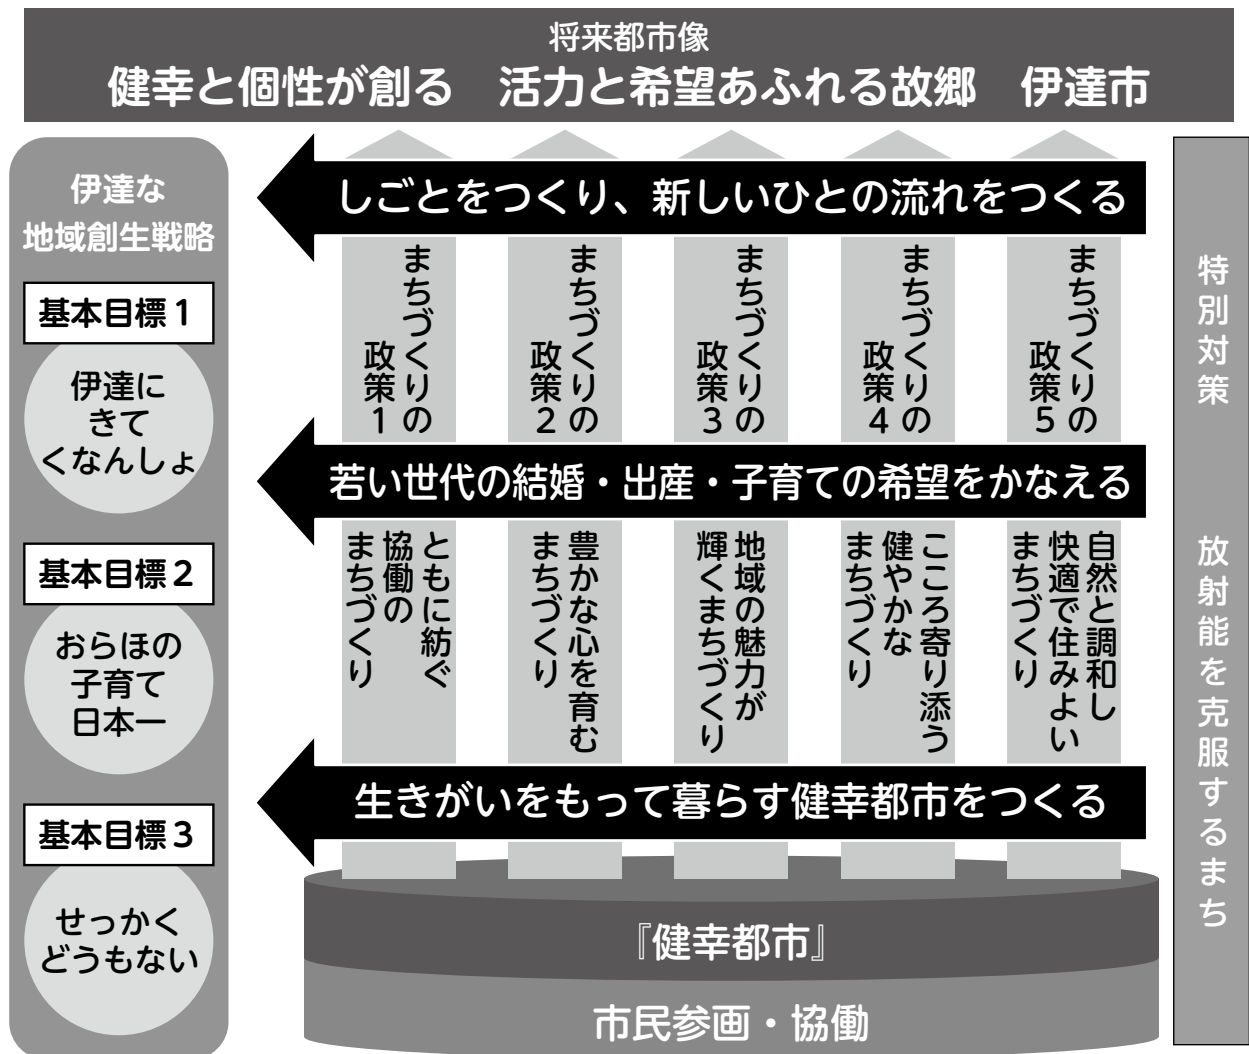 将来都市像
健幸と個性が創る　活力と希望あふれる故郷　伊達市
伊達な
地域創生戦略
基本目標１
伊達に
きて
くなんしょ
基本目標２
おらほの
子育て
日本一
基本目標３
せっかく
どうもない
しごとをつくり、新しいひとの流れをつくる
まちづくりの
政策１
まちづくりの
政策２
まちづくりの
政策３
まちづくりの
政策４
まちづくりの
政策５
若い世代の結婚・出産・子育ての希望をかなえる
ともに紡ぐ
協働の
まちづくり
豊かな心を育む
まちづくり
地域の魅力が
輝くまちづくり
こころ寄り添う
健やかな
まちづくり
自然と調和し
快適で住みよい
まちづくり
生きがいをもって暮らす健幸都市をつくる
『健幸都市』
市民参画・協働
特別対策　放射能を克服するまち